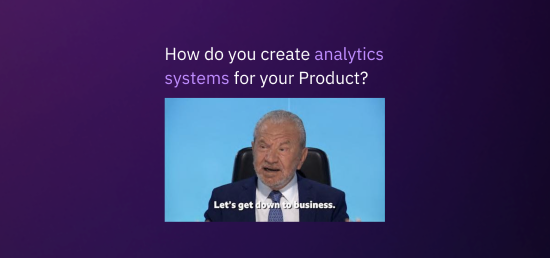 How do you create analytics
systems for your Product?
Let's get down to business.